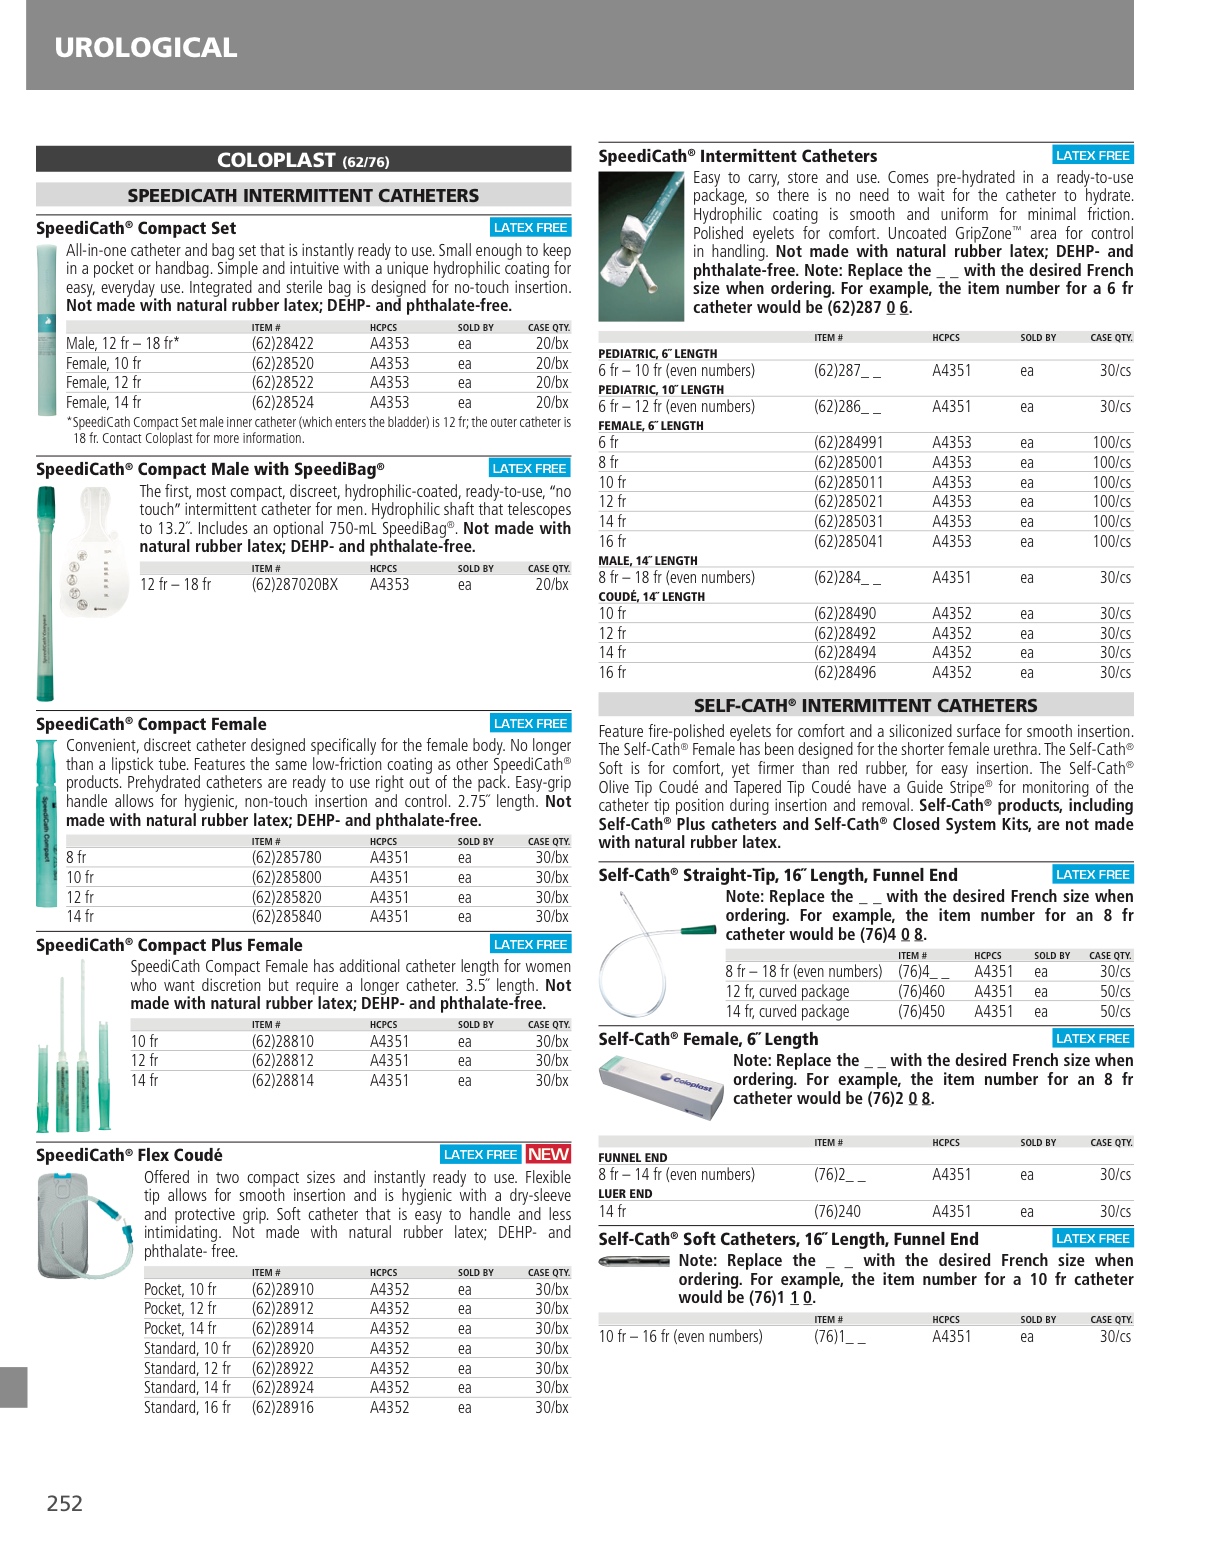 UROLOGICAL
COLOPLAST (62/76)
SPEEDICATH INTERMITTENT CATHETERS
SpeediCath® Compact Set LATEX FREE
All-in-one catheter and bag set that is instantly ready to use. Small enough to keep
in a pocket or handbag. Simple and intuitive with a unique hydrophilic coating for
easy, everyday use. Integrated and sterile bag is designed for no-touch insertion.
Not made with natural rubber latex; DEHP- and phthalate-free.
ITEM # HCPCS SOLD BY CASE QTY.
Male, 12 fr – 18 fr* (62)28422 A4353 ea 20/bx
Female, 10 fr (62)28520 A4353 ea 20/bx
Female, 12 fr (62)28522 A4353 ea 20/bx
Female, 14 fr (62)28524 A4353 ea 20/bx
*SpeediCath Compact Set male inner catheter (which enters the bladder) is 12 fr; the outer catheter is
18 fr. Contact Coloplast for more information.
SpeediCath® Compact Male with SpeediBag® LATEX FREE
The first, most compact, discreet, hydrophilic-coated, ready-to-use, “no
touch” intermittent catheter for men. Hydrophilic shaft that telescopes
to 13.2˝. Includes an optional 750-mL SpeediBag®. Not made with
natural rubber latex; DEHP- and phthalate-free.
ITEM # HCPCS SOLD BY CASE QTY.
12 fr – 18 fr (62)287020BX A4353 ea 20/bx
SpeediCath® Compact Female LATEX FREE
Convenient, discreet catheter designed specifically for the female body. No longer
than a lipstick tube. Features the same low-friction coating as other SpeediCath®
products. Prehydrated catheters are ready to use right out of the pack. Easy-grip
handle allows for hygienic, non-touch insertion and control. 2.75˝ length. Not
made with natural rubber latex; DEHP- and phthalate-free.
SpeediCath Compact
ITEM # HCPCS SOLD BY CASE QTY.
8 fr (62)285780 A4351 ea 30/bx
10 fr (62)285800 A4351 ea 30/bx
12 fr (62)285820 A4351 ea 30/bx
14 fr (62)285840 A4351 ea 30/bx
SpeediCath® Compact Plus Female LATEX FREE
SpeediCath Compact Female has additional catheter length for women
who want discretion but require a longer catheter. 3.5˝ length. Not
made with natural rubber latex; DEHP- and phthalate-free.
ITEM # HCPCS SOLD BY CASE QTY.
10 fr (62)28810 A4351 ea 30/bx
12 fr (62)28812 A4351 ea 30/bx
14 fr (62)28814 A4351 ea 30/bx
SpeediCath® Flex Coudé LATEX FREE NEW
Offered in two compact sizes and instantly ready to use. Flexible
tip allows for smooth insertion and is hygienic with a dry-sleeve
and protective grip. Soft catheter that is easy to handle and less
intimidating. Not made with natural rubber latex; DEHP- and
phthalate- free.
ITEM # HCPCS SOLD BY CASE QTY.
Pocket, 10 fr (62)28910 A4352 ea 30/bx
Pocket, 12 fr (62)28912 A4352 ea 30/bx
Pocket, 14 fr (62)28914 A4352 ea 30/bx
Standard, 10 fr (62)28920 A4352 ea 30/bx
Standard, 12 fr (62)28922 A4352 ea 30/bx
Standard, 14 fr (62)28924 A4352 ea 30/bx
Standard, 16 fr (62)28916 A4352 ea 30/bx
SpeediCath® Intermittent Catheters LATEX FREE
Easy to carry, store and use. Comes pre-hydrated in a ready-to-use
package, so there is no need to wait for the catheter to hydrate.
Hydrophilic coating is smooth and uniform for minimal friction.
Polished eyelets for comfort. Uncoated GripZone™ area for control
in handling. Not made with natural rubber latex; DEHP- and
phthalate-free. Note: Replace the _ _ with the desired French
size when ordering. For example, the item number for a 6 fr
catheter would be (62)287 0 6.
ITEM # HCPCS SOLD BY CASE QTY.
PEDIATRIC, 6˝ LENGTH
6 fr – 10 fr (even numbers) (62)287_ _ A4351 ea 30/cs
PEDIATRIC, 10˝ LENGTH
6 fr – 12 fr (even numbers) (62)286_ _ A4351 ea 30/cs
FEMALE, 6˝ LENGTH
6 fr (62)284991 A4353 ea 100/cs
8 fr (62)285001 A4353 ea 100/cs
10 fr (62)285011 A4353 ea 100/cs
12 fr (62)285021 A4353 ea 100/cs
14 fr (62)285031 A4353 ea 100/cs
16 fr (62)285041 A4353 ea 100/cs
MALE, 14˝ LENGTH
8 fr – 18 fr (even numbers) (62)284_ _ A4351 ea 30/cs
COUDÉ, 14˝ LENGTH
10 fr (62)28490 A4352 ea 30/cs
12 fr (62)28492 A4352 ea 30/cs
14 fr (62)28494 A4352 ea 30/cs
16 fr (62)28496 A4352 ea 30/cs
SELF-CATH® INTERMITTENT CATHETERS
Feature fire-polished eyelets for comfort and a siliconized surface for smooth insertion.
The Self-Cath® Female has been designed for the shorter female urethra. The Self-Cath®
Soft is for comfort, yet firmer than red rubber, for easy insertion. The Self-Cath®
Olive Tip Coudé and Tapered Tip Coudé have a Guide Stripe® for monitoring of the
catheter tip position during insertion and removal. Self-Cath® products, including
Self-Cath® Plus catheters and Self-Cath® Closed System Kits, are not made
with natural rubber latex.
Self-Cath® Straight-Tip, 16˝ Length, Funnel End LATEX FREE
Note: Replace the _ _ with the desired French size when
ordering. For example, the item number for an 8 fr
catheter would be (76)4 0 8.
ITEM # HCPCS SOLD BY CASE QTY.
8 fr – 18 fr (even numbers) (76)4_ _ A4351 ea 30/cs
12 fr, curved package (76)460 A4351 ea 50/cs
14 fr, curved package (76)450 A4351 ea 50/cs
Self-Cath® Female, 6˝ Length LATEX FREE
Note: Replace the _ _ with the desired French size when
ordering. For example, the item number for an 8 fr
catheter would be (76)2 0 8.
Coloplast
ITEM # HCPCS SOLD BY CASE QTY.
FUNNEL END
8 fr – 14 fr (even numbers) (76)2_ _ A4351 ea 30/cs
LUER END
14 fr (76)240 A4351 ea 30/cs
Self-Cath® Soft Catheters, 16˝ Length, Funnel End LATEX FREE
Note: Replace the _ _ with the desired French size when
ordering. For example, the item number for a 10 fr catheter
would be (76)1 1 0.
ITEM # HCPCS SOLD BY CASE QTY.
10 fr – 16 fr (even numbers) (76)1_ _ A4351 ea 30/cs
252